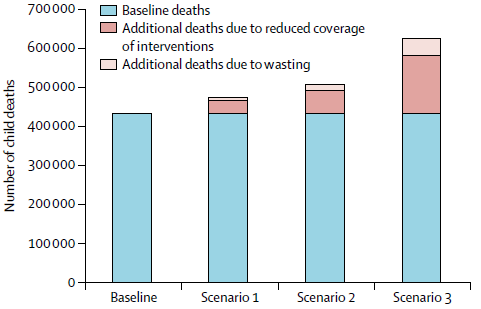 700000
600000
500000
400000
300000
200000
100000
0
Number of child deaths
Baseline deaths
Additional deaths due to reduced coverage
of interventions
Additional deaths due to wasting
Baseline
Scenario 1
Scenario 2
Scenario 3